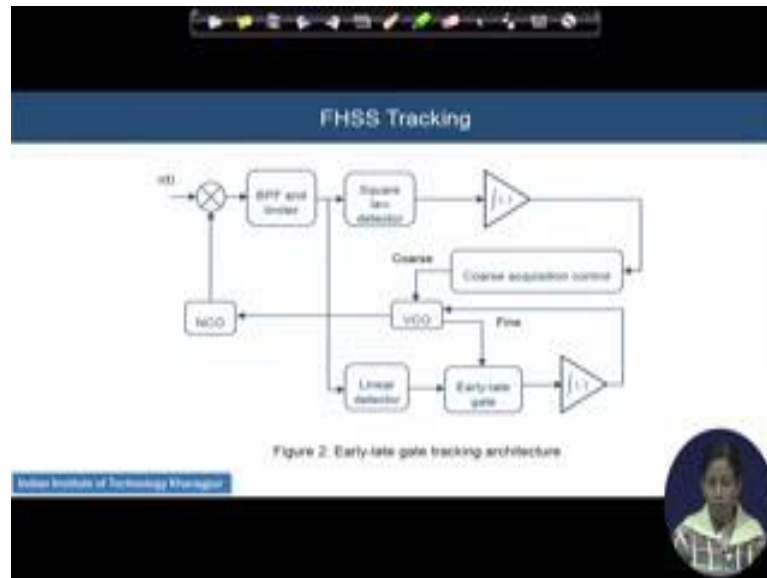 FHSS Tracking
r(t)
BPF and
limiter
Square
law
detector
∫(.)
Coarse
Coarse acquisition control
NCO
VCO
Fine
Linear
detector
Early-late
gate
∫(.)
Figure 2: Early-late gate tracking architecture
Indian Institute of Technology Kharagpur